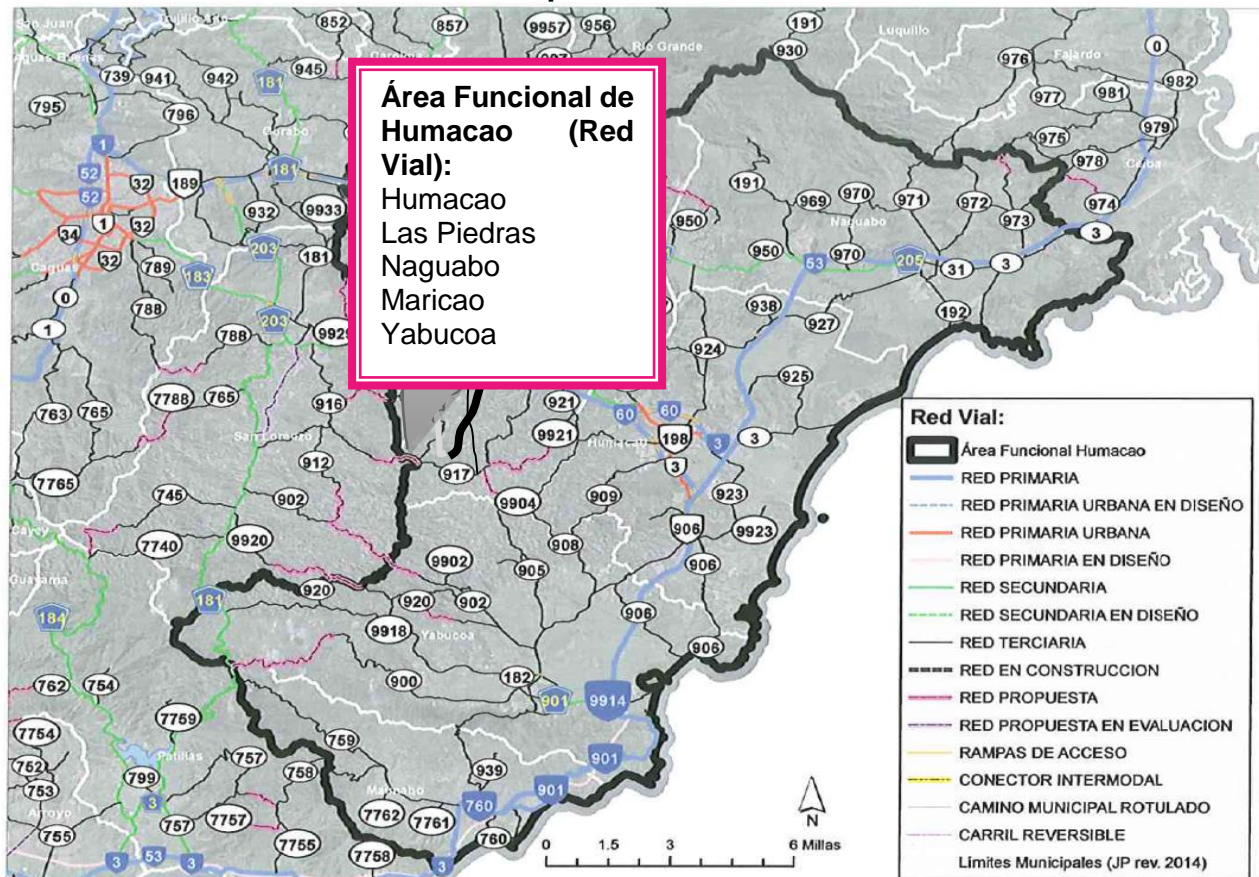 Área Funcional de
Humacao (Red
Vial):
Humacao
Las Piedras
Naguabo
Maricao
Yabucoa
852
857
9957
956
191
930
Rio Grande
Luquillo
Fajardo
976
0
982
981
977
979
975
978
Ceiba
974
3
San Juan
Trujillo Alto
Aguas Buenas
739
941
942
945
181
795
796
Gurabo
1
52
52
32
189
181
932
9933
34
1
32
32
Caguas
789
183
203
181
0
1
788
203
788
9929
763
765
7788
765
916
San Lorenzo
912
7765
745
902
Cayey
7740
9920
Guayama
184
181
920
762
754
7759
7754
752
753
Patillas
799
757
758
Arroyo
755
3
757
7757
7755
7758
3
53
3
3
191
969
970
971
972
973
950
Naguabo
950
53
970
205
31
3
938
927
192
924
925
921
60
60
9921
Humacao
198
3
3
3
917
9904
909
923
906
9923
908
9902
905
906
920
902
906
9918
Yabucoa
906
900
182
901
9914
759
939
901
901
Maunabo
7762
7761
760
760
N
0 1.5 3 6 Millas
Red Vial:
Área Funcional Humacao
RED PRIMARIA
RED PRIMARIA URBANA EN DISEÑO
RED PRIMARIA URBANA
RED PRIMARIA EN DISEÑO
RED SECUNDARIA
RED SECUNDARIA EN DISEÑO
RED TERCIARIA
RED EN CONSTRUCCION
RED PROPUESTA
RED PROPUESTA EN EVALUACION
RAMPAS DE ACCESO
CONECTOR INTERMODAL
CAMINO MUNICIPAL ROTULADO
CARRIL REVERSIBLE
Limites Municipales (JP rev. 2014)